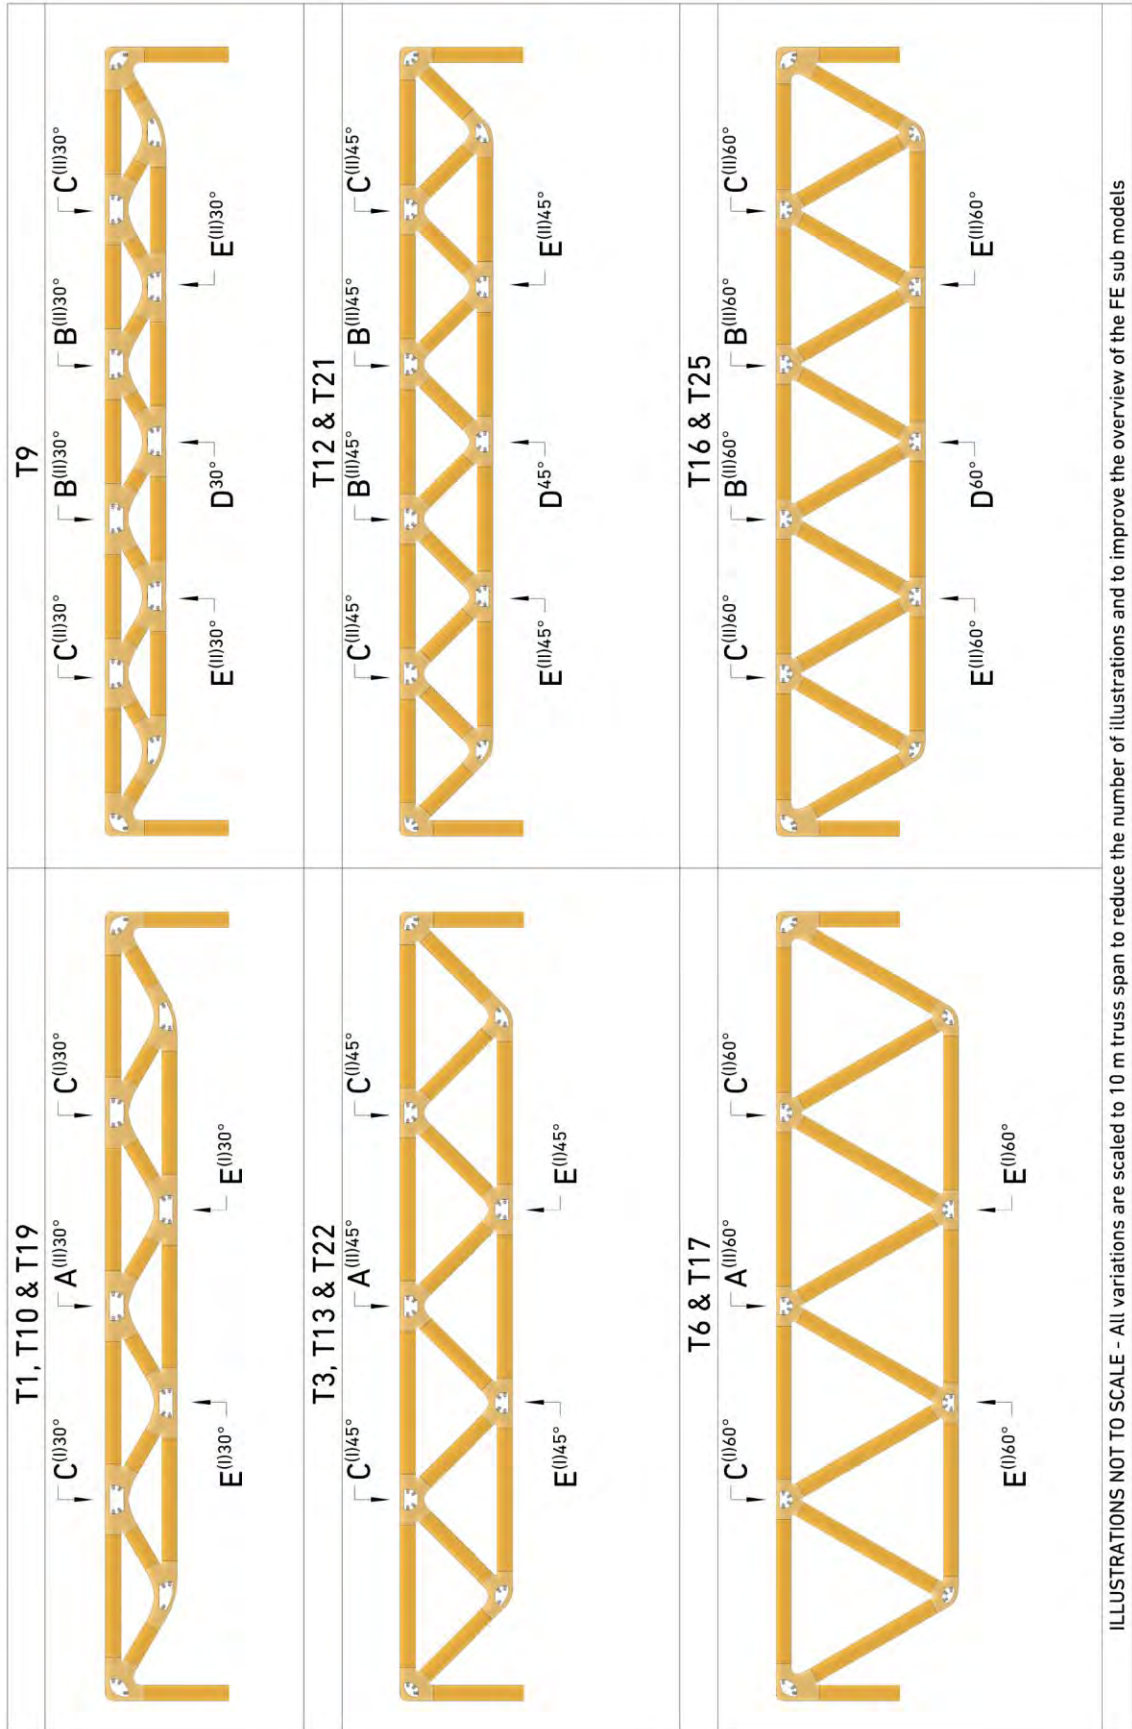 T1, T10 & T19
C(I)30° A(II)30° C(I)30°
E(I)30° E(I)30°
T9
C(II)30° B(II)30° B(II)30° C(II)30°
E(II)30° D30° E(II)30°
T3, T13 & T22
C(I)45° A(II)45° C(I)45°
E(I)45° E(I)45°
T12 & T21
C(II)45° B(II)45° B(II)45° C(II)45°
E(II)45° D45° E(II)45°
T6 & T17
C(I)60° A(II)60° C(I)60°
E(I)60° E(I)60°
T16 & T25
C(II)60° B(II)60° B(II)60° C(II)60°
E(II)60° D60° E(II)60°
ILLUSTRATIONS NOT TO SCALE - All variations are scaled to 10 m truss span to reduce the number of illustrations and to improve the overview of the FE sub models